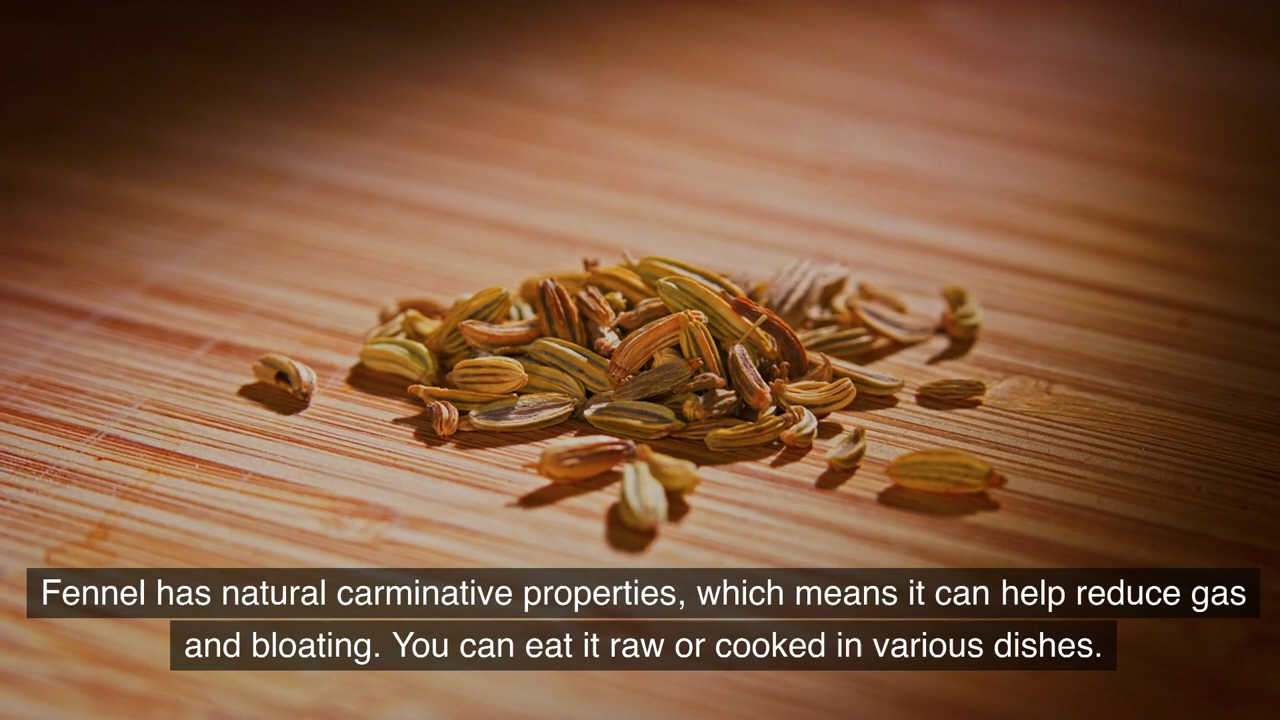 Fennel has natural carminative properties, which means it can help reduce gas
and bloating. You can eat it raw or cooked in various dishes.